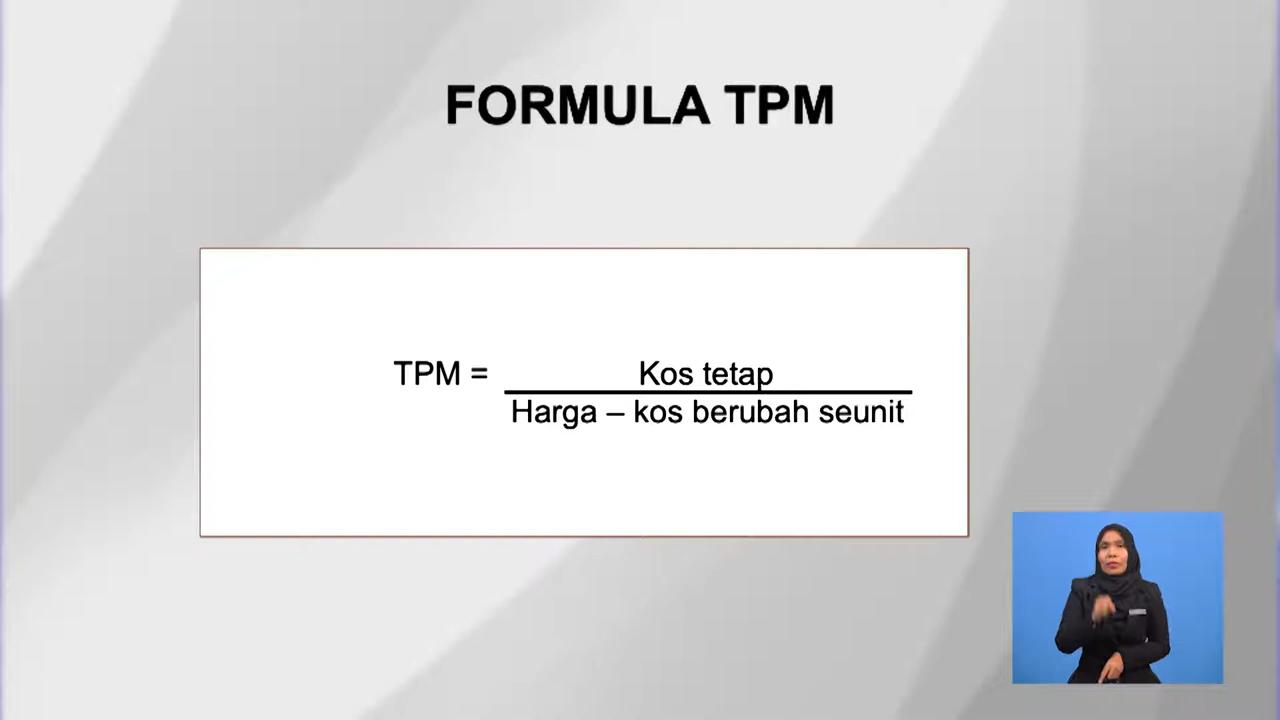 FORMULA TPM
TPM = Kos tetap
Harga – kos berubah seunit